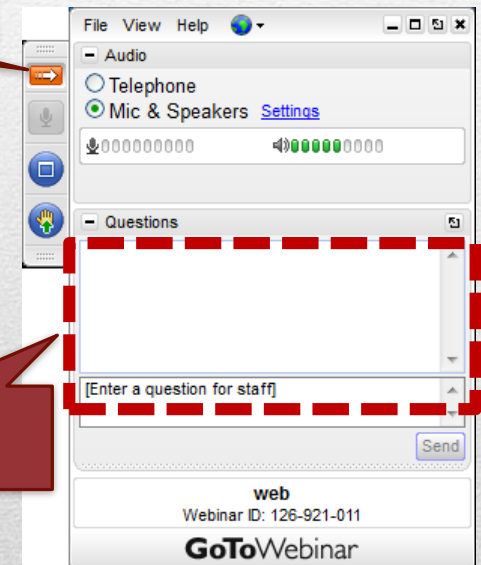 File View Help
Audio
Telephone
Mic & Speakers Settings
Questions
[Enter a question for staff]
Send
web
Webinar ID: 126-921-011
GoToWebinar